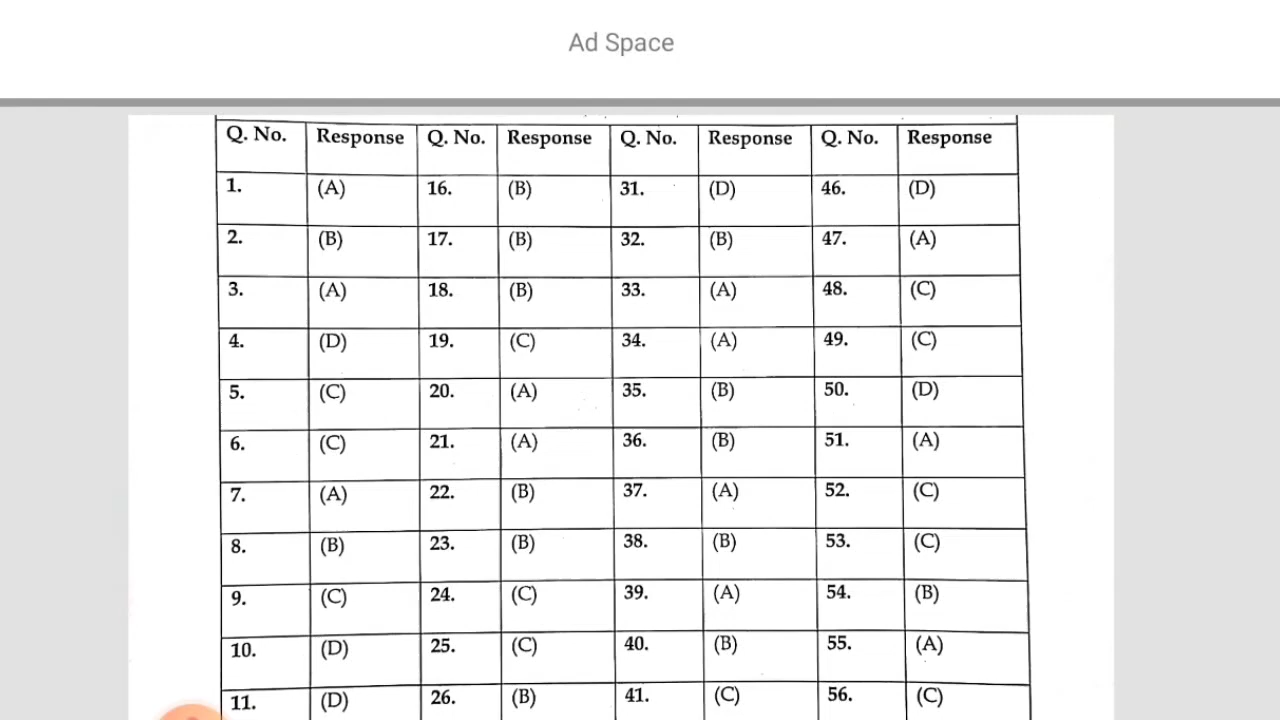 Ad Space
Q. No. Response Q. No. Response Q. No. Response Q. No. Response
1. (A) 16. (B) 31. (D) 46. (D)
2. (B) 17. (B) 32. (B) 47. (A)
3. (A) 18. (B) 33. (A) 48. (C)
4. (D) 19. (C) 34. (A) 49. (C)
5. (C) 20. (A) 35. (B) 50. (D)
6. (C) 21. (A) 36. (B) 51. (A)
7. (A) 22. (B) 37. (A) 52. (C)
8. (B) 23. (B) 38. (B) 53. (C)
9. (C) 24. (C) 39. (A) 54. (B)
10. (D) 25. (C) 40. (B) 55. (A)
11. (D) 26. (B) 41. (C) 56. (C)